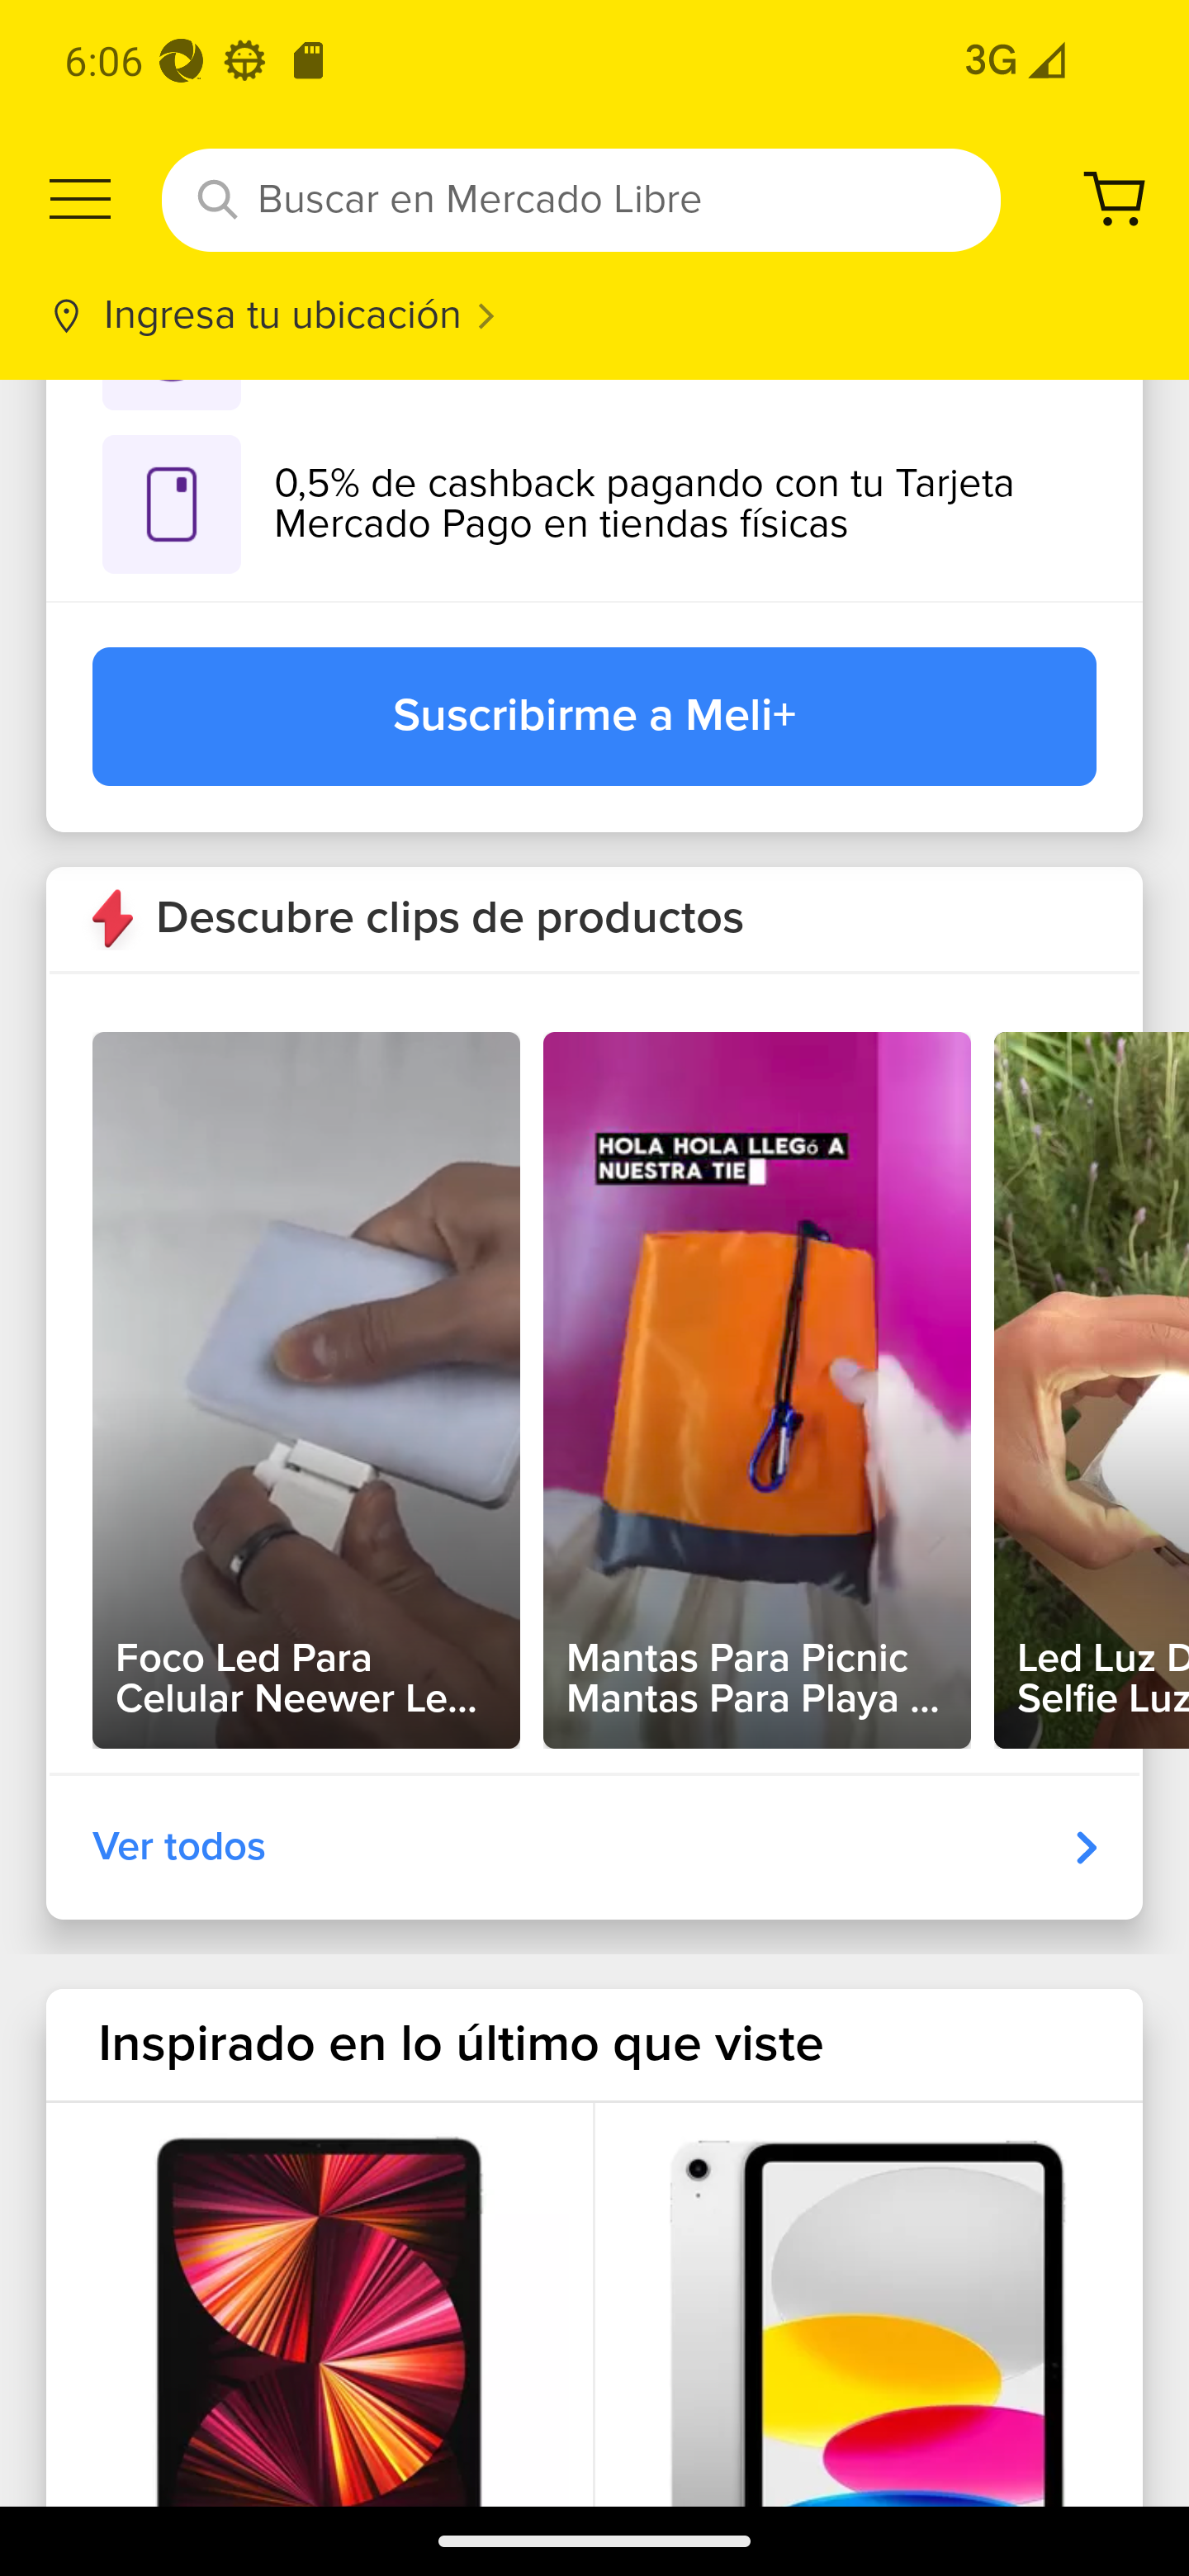 6:06
3G
Buscar en Mercado Libre
Ingresa tu ubicación
0,5% de cashback pagando con tu Tarjeta
Mercado Pago en tiendas físicas
Suscribirme a Meli+
Descubre clips de productos
HOLA HOLA LLEGó A
NUESTRA TIE
Foco Led Para
Celular Neewer Le...
Mantas Para Picnic
Mantas Para Playa ...
Led Luz D
Selfie Luz
Ver todos
Inspirado en lo último que viste